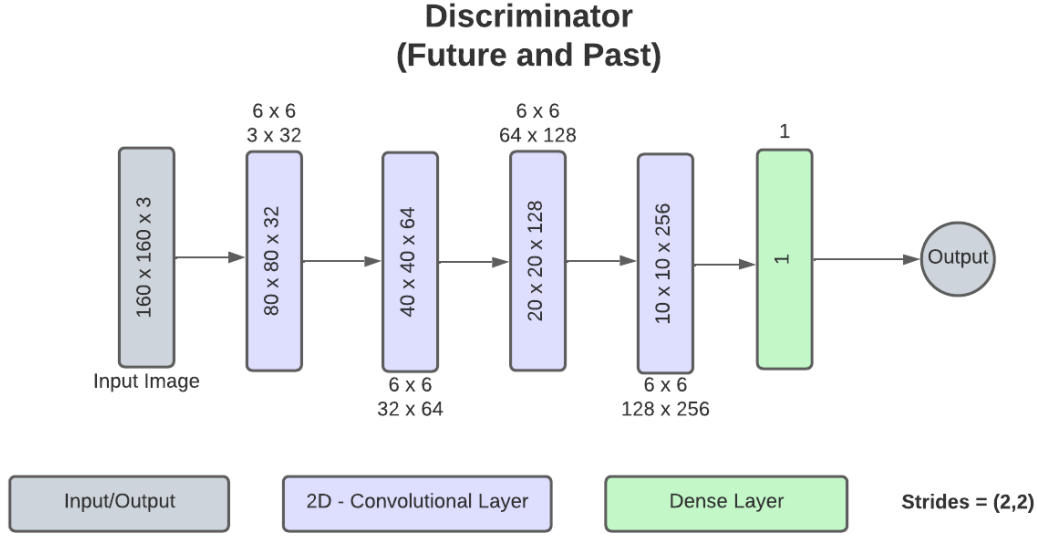 Discriminator
(Future and Past)
6 x 6
3 x 32
6 x 6
64 x 128
1
160 x 160 x 3
80 x 80 x 32
40 x 40 x 64
20 x 20 x 128
10 x 10 x 256
1
Output
Input Image
6 x 6
32 x 64
6 x 6
128 x 256
Input/Output
2D - Convolutional Layer
Dense Layer
Strides = (2,2)